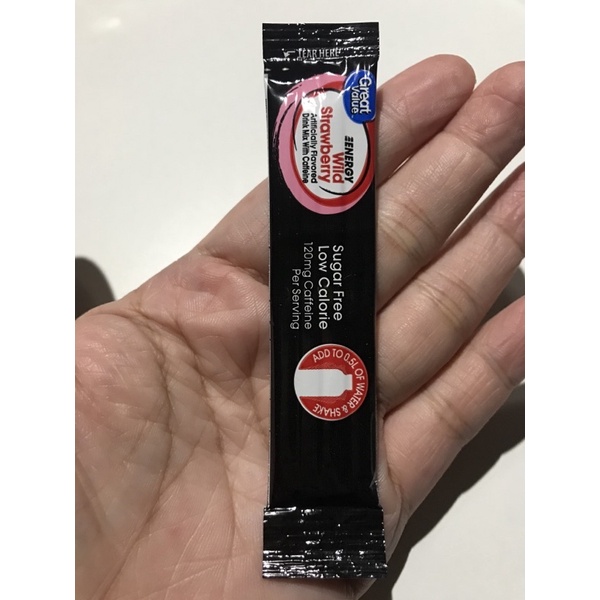 TEAR HERE
Great
Value
ENERGY
Wild
Strawberry
Artificially Flavored
Drink Mix With Caffeine
Sugar Free
Low Calorie
120mg Caffeine
Per Serving
ADD TO 0.5L OF WATER & SHAKE